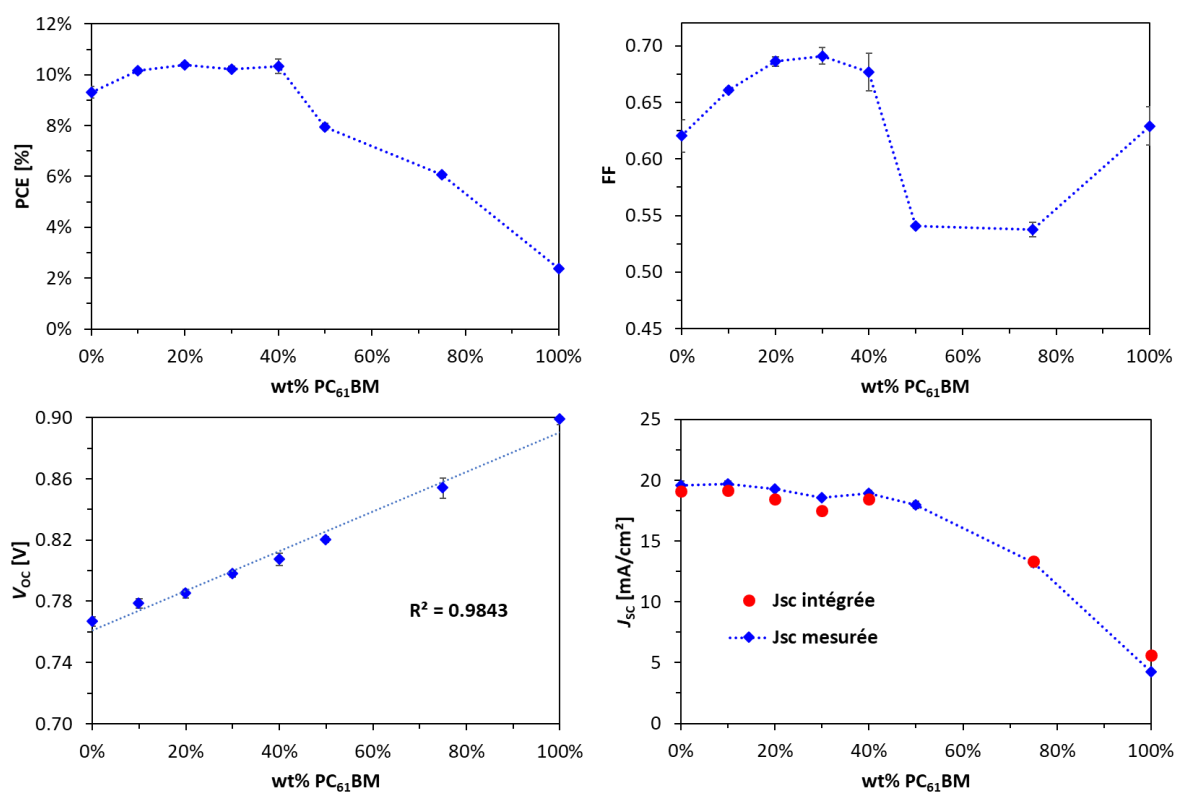 12%
10%
8%
6%
4%
2%
0%
PCE [%]
0% 20% 40% 60% 80% 100%
wt% PC₆₁BM
0.70
0.65
0.60
0.55
0.50
0.45
FF
0% 20% 40% 60% 80% 100%
wt% PC₆₁BM
0.90
0.86
0.82
0.78
0.74
0.70
V_OC [V]
R² = 0.9843
0% 20% 40% 60% 80% 100%
wt% PC₆₁BM
25
20
15
10
5
0
J_SC [mA/cm²]
Jsc intégrée
Jsc mesurée
0% 20% 40% 60% 80% 100%
wt% PC₆₁BM